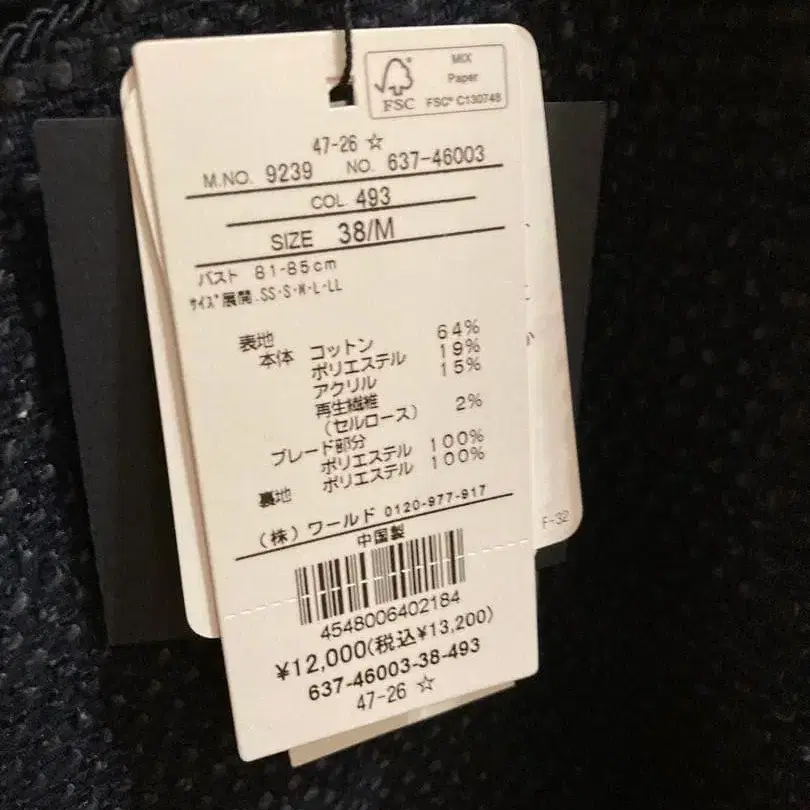 MIX
Paper
FSC
FSC® C130748
47-26 ☆
M.NO. 9239 NO. 637-46003
COL 493
SIZE 38/M
バスト 81-85cm
サイズ展開.SS・S・M・L・LL
表地
本体 コットン 64%
ポリエステル 19%
アクリル 15%
再生繊維
(セルロース) 2%
ブレード部分
ポリエステル 100%
裏地 ポリエステル 100%
(株)ワールド 0120-977-917
中国製
4548006402184
¥12,000(税込¥13,200)
637-46003-38-493
47-26 ☆
F-32